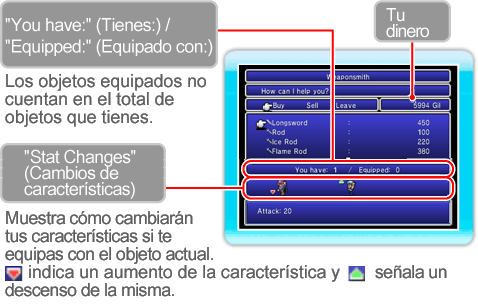 "You have:" (Tienes:) /
"Equipped:" (Equipado con:)
Tu
dinero
Los objetos equipados no
cuentan en el total de
objetos que tienes.
Weaponsmith
How can I help you?
Buy Sell Leave 5994 Gil
Longsword : 450
Rod : 100
Ice Rod : 220
Flame Rod : 380
You have: 1 / Equipped: 0
Attack: 20
"Stat Changes"
(Cambios de
características)
Muestra cómo cambiarán
tus características si te
equipas con el objeto actual.
indica un aumento de la característica y señala un
descenso de la misma.